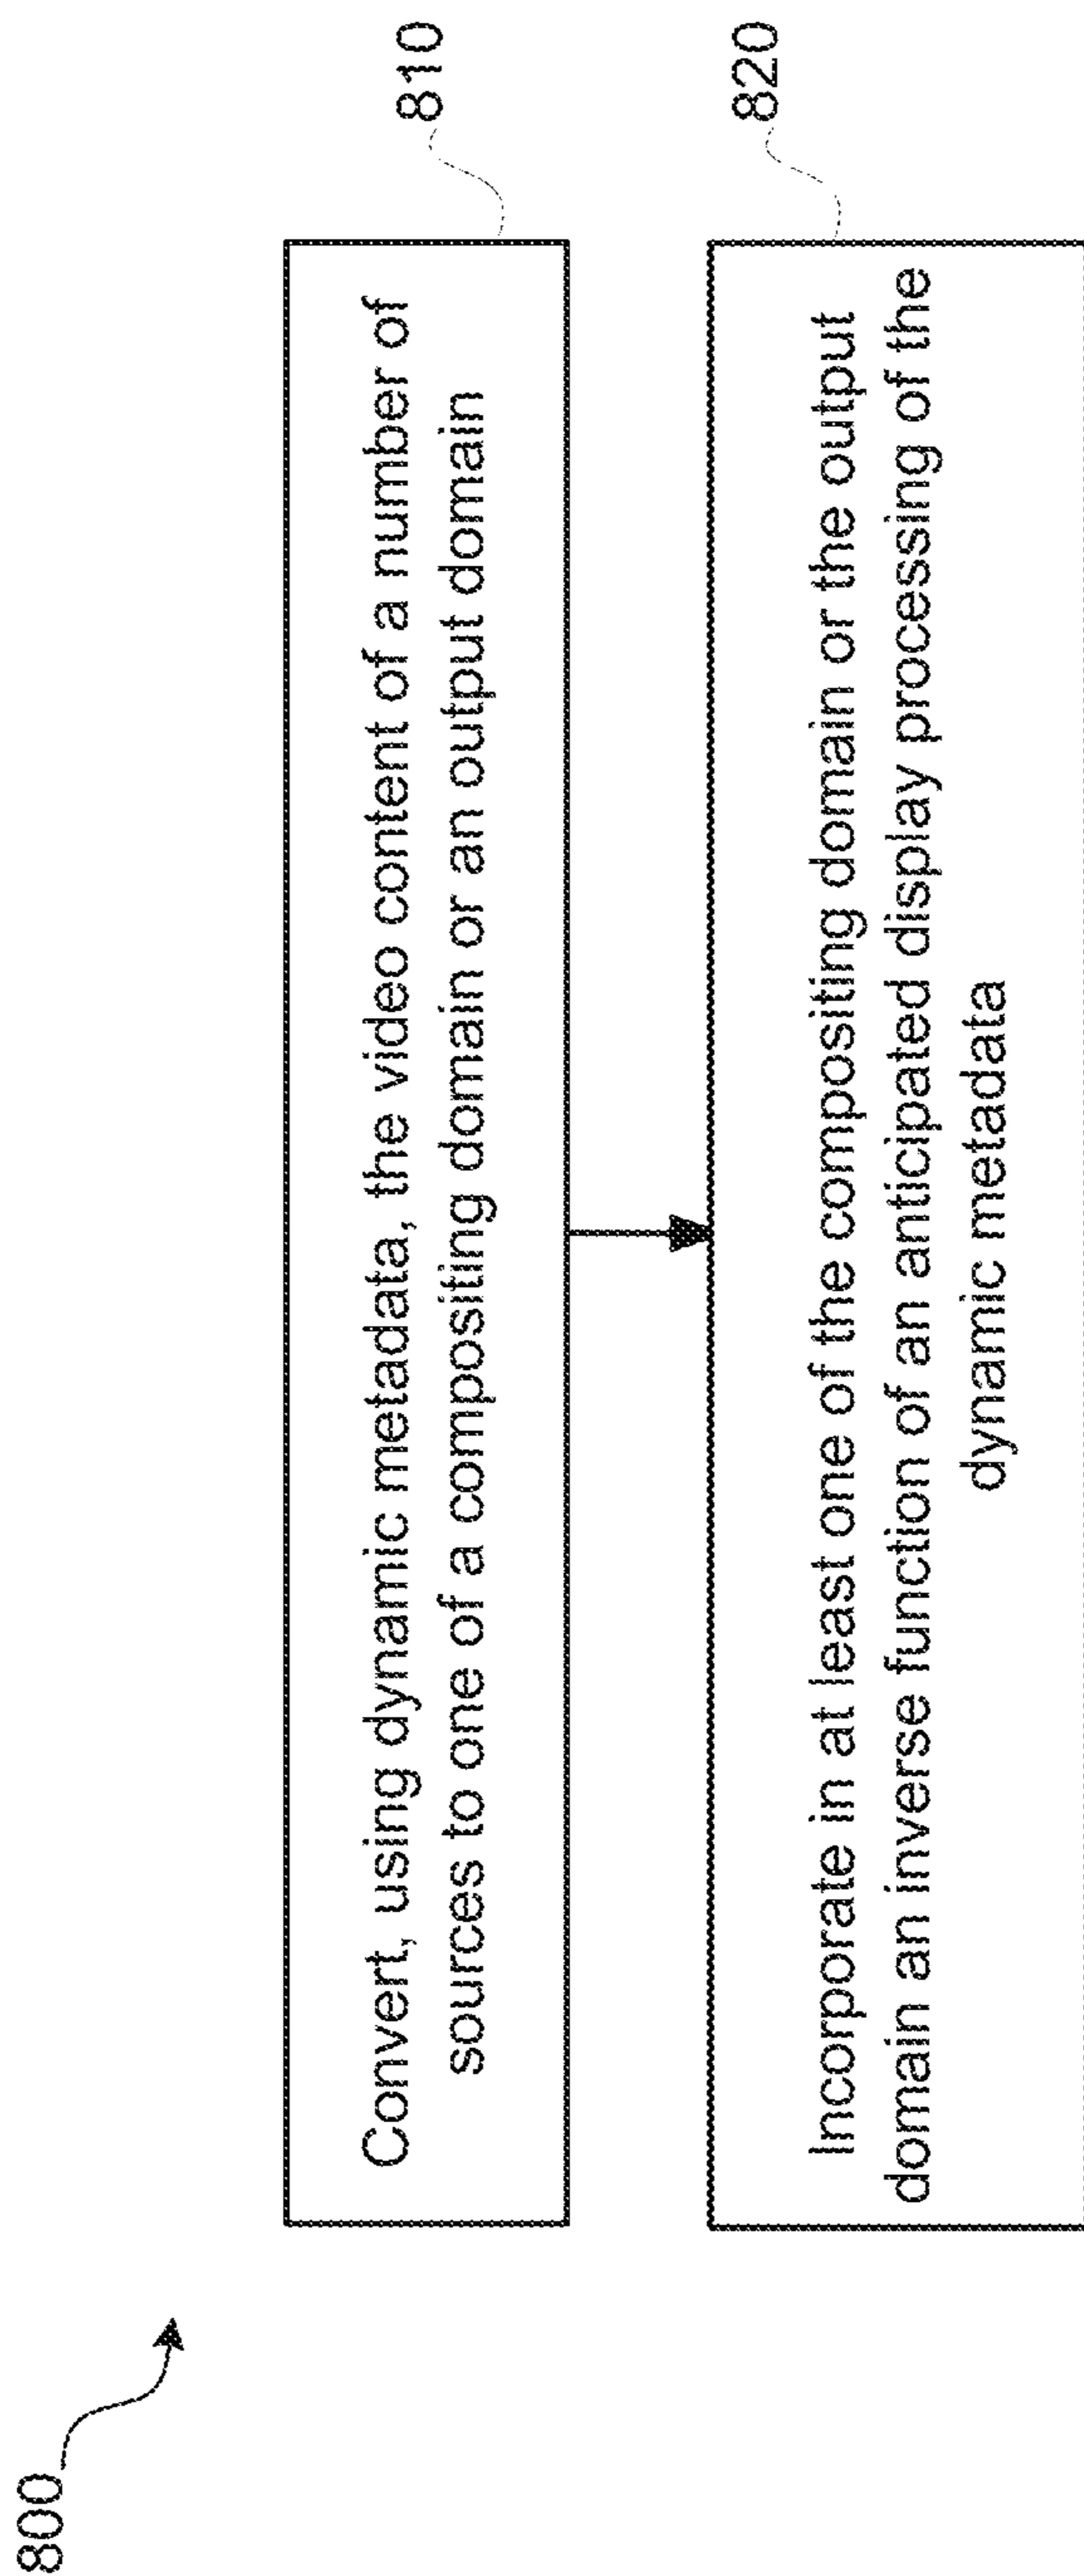 800
Convert, using dynamic metadata, the video content of a number of
sources to one of a compositing domain or an output domain
810
Incorporate in at least one of the compositing domain or the output
domain an inverse function of an anticipated display processing of the
dynamic metadata
820